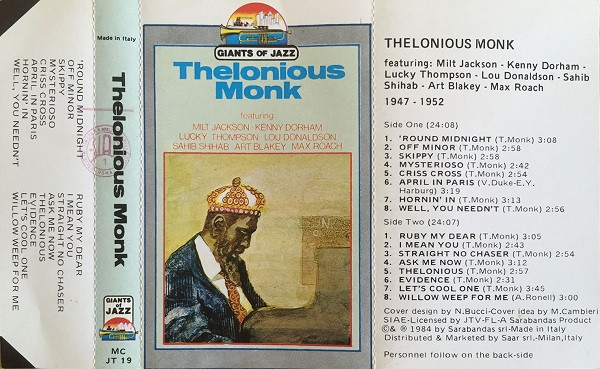 'ROUND MIDNIGHT
OFF MINOR
SKIPPY
MYSTERIOSO
CRISS CROSS
APRIL IN PARIS
HORNIN' IN
WELL, YOU NEEDN'T
RUBY MY DEAR
I MEAN YOU
STRAIGHT NO CHASER
ASK ME NOW
THELONIOUS
EVIDENCE
LET'S COOL ONE
WILLOW WEEP FOR ME
Made in Italy
Thelonious Monk
GIANTS
OF JAZZ
MC
JT 19
GIANTS OF JAZZ
Thelonious
Monk
featuring:
MILT JACKSON · KENNY DORHAM
LUCKY THOMPSON · LOU DONALDSON
SAHIB SHIHAB · ART BLAKEY · MAX ROACH
THELONIOUS MONK
featuring: Milt Jackson - Kenny Dorham -
Lucky Thompson - Lou Donaldson - Sahib
Shihab - Art Blakey - Max Roach
1947 - 1952
Side One (24:08)
1. 'ROUND MIDNIGHT (T.Monk) 3:08
2. OFF MINOR (T.Monk) 2:58
3. SKIPPY (T.Monk) 2:58
4. MYSTERIOSO (T.Monk) 2:42
5. CRISS CROSS (T.Monk) 2:54
6. APRIL IN PARIS (V.Duke-E.Y.
Harburg) 3:19
7. HORNIN' IN (T.Monk) 3:13
8. WELL, YOU NEEDN'T (T.Monk) 2:56
Side Two (24:07)
1. RUBY MY DEAR (T.Monk) 3:05
2. I MEAN YOU (T.Monk) 2:43
3. STRAIGHT NO CHASER (T.Monk) 2:54
4. ASK ME NOW (T.Monk) 3:12
5. THELONIOUS (T.Monk) 2:57
6. EVIDENCE (T.Monk) 2:31
7. LET'S COOL ONE (T.Monk) 3:45
8. WILLOW WEEP FOR ME (A.Ronell) 3:00
Cover design by N.Bucci-Cover idea by M.Cambieri
SIAE-Licensed by JTV-FL-A Sarabandas Product
©& ℗ 1984 by Sarabandas srl-Made in Italy
Distributed & Marketed by Saar srl.-Milan,Italy
Personnel follow on the back-side